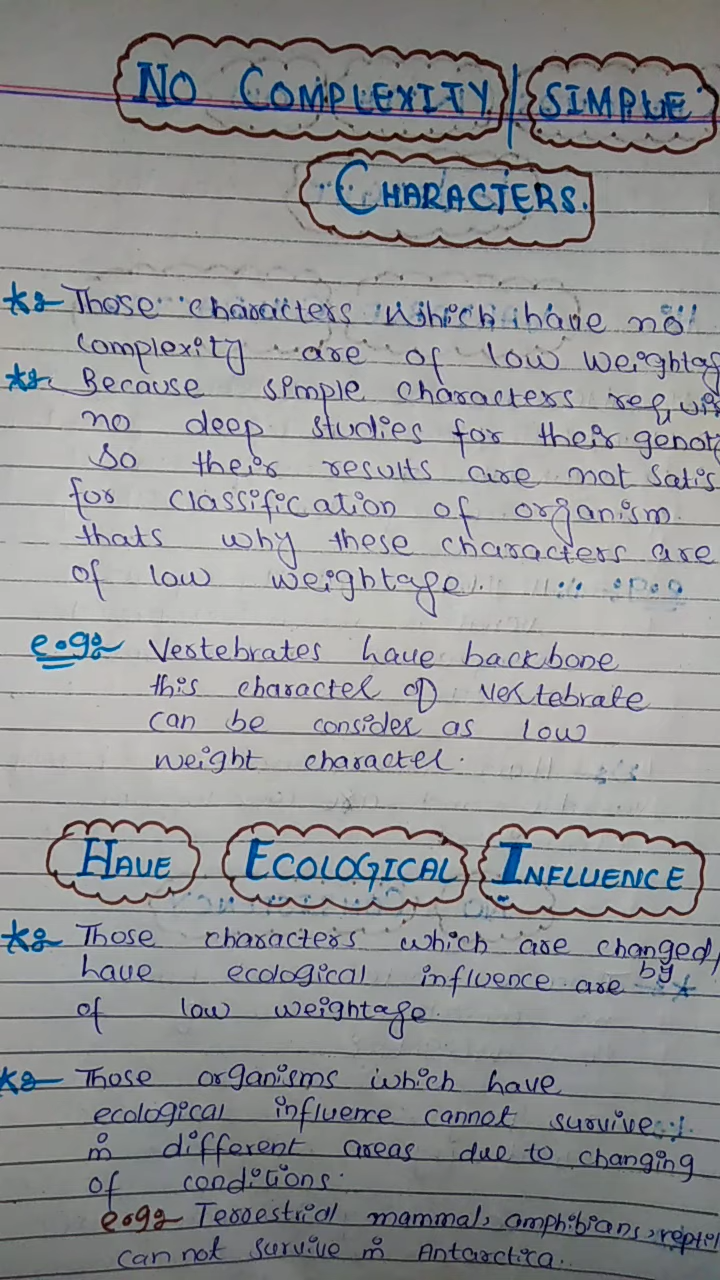 NO COMPLEXITY / SIMPLE
CHARACTERS.
Those characters which have no
complexity are of low weightag
Because simple characters requi
no deep studies for their genot
so their results are not satis
for classification of organism.
thats why these characters are
of low weightage.
e.g:- Vertebrates have backbone
this character of vertebrate
can be consider as low
weight character.
HAVE ECOLOGICAL INFLUENCE
Those characters which are changed,
have ecological influence are by
of low weightage.
Those organisms which have
ecological influence cannot survive
in different areas due to changing
of conditions.
e.g:- Terrestrial mammal, amphibians, reptil
can not survive in Antarctica.